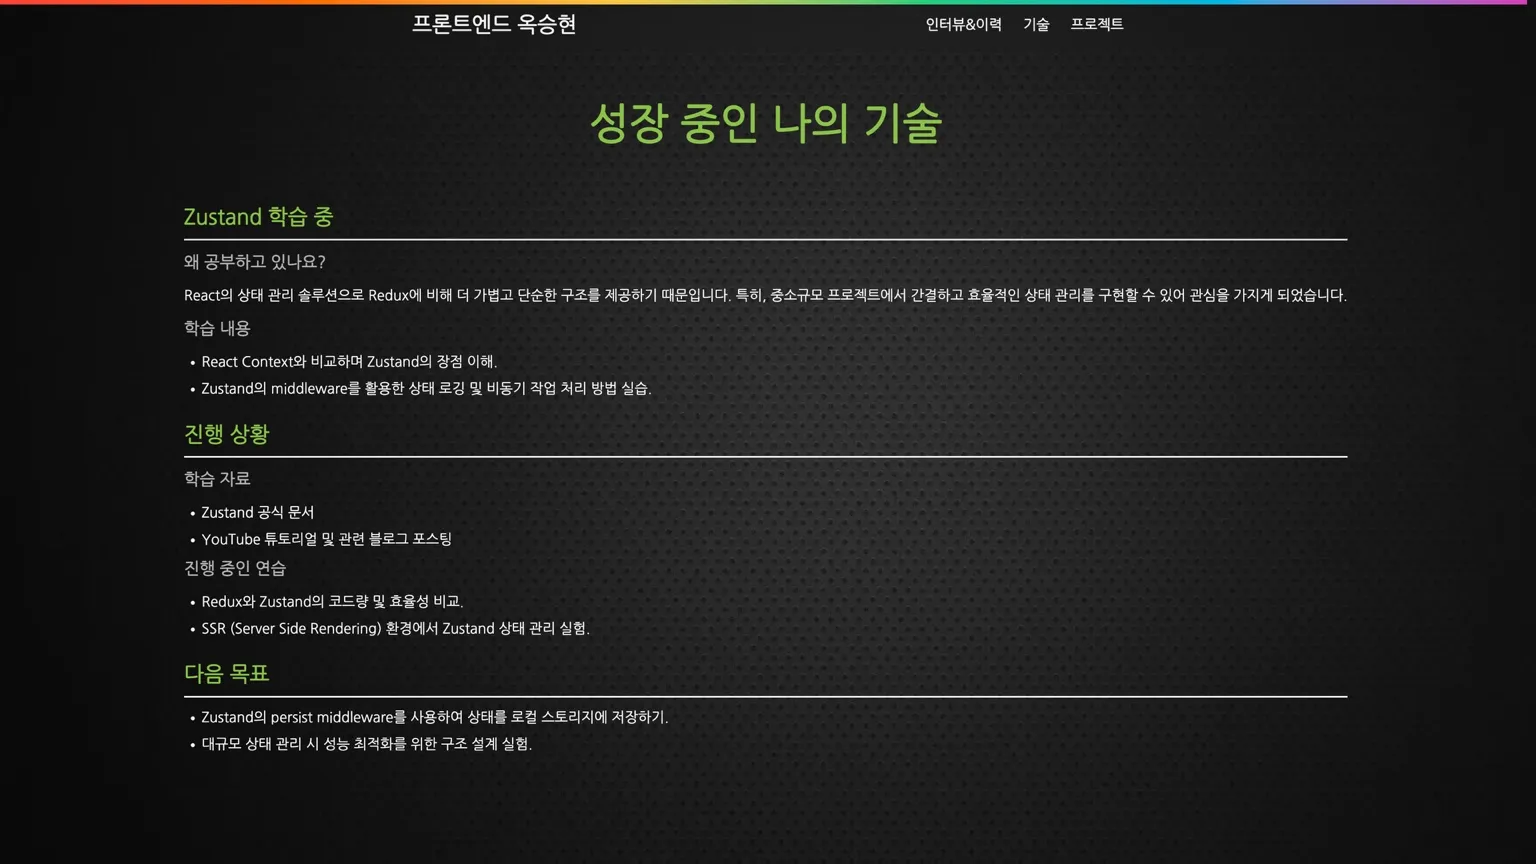 프론트엔드 옥승현
인터뷰&이력 기술 프로젝트
성장 중인 나의 기술
Zustand 학습 중
왜 공부하고 있나요?
React의 상태 관리 솔루션으로 Redux에 비해 더 가볍고 단순한 구조를 제공하기 때문입니다. 특히, 중소규모 프로젝트에서 간결하고 효율적인 상태 관리를 구현할 수 있어 관심을 가지게 되었습니다.
학습 내용
• React Context와 비교하며 Zustand의 장점 이해.
• Zustand의 middleware를 활용한 상태 로깅 및 비동기 작업 처리 방법 실습.
진행 상황
학습 자료
• Zustand 공식 문서
• YouTube 튜토리얼 및 관련 블로그 포스팅
진행 중인 연습
• Redux와 Zustand의 코드량 및 효율성 비교.
• SSR (Server Side Rendering) 환경에서 Zustand 상태 관리 실험.
다음 목표
• Zustand의 persist middleware를 사용하여 상태를 로컬 스토리지에 저장하기.
• 대규모 상태 관리 시 성능 최적화를 위한 구조 설계 실험.